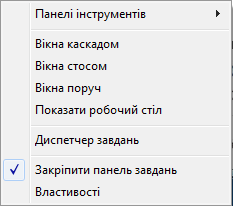 Панелі інструментів
Вікна каскадом
Вікна стосом
Вікна поруч
Показати робочий стіл
Диспетчер завдань
Закріпити панель завдань
Властивості